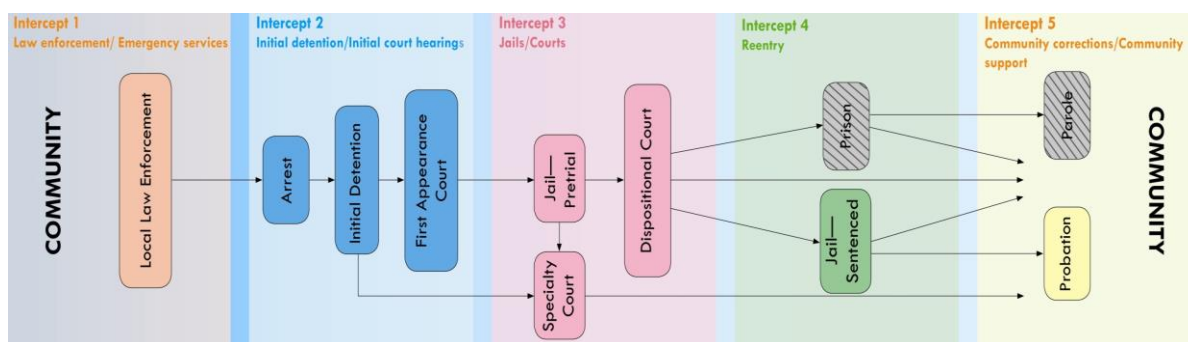 Intercept 1
Law enforcement/ Emergency services
Intercept 2
Initial detention/Initial court hearings
Intercept 3
Jails/Courts
Intercept 4
Reentry
Intercept 5
Community corrections/Community
support
COMMUNITY
Local Law Enforcement
Arrest
Initial Detention
First Appearance
Court
Jail—
Pretrial
Specialty
Court
Dispositional Court
Prison
Jail—
Sentenced
Parole
Probation
COMMUNITY